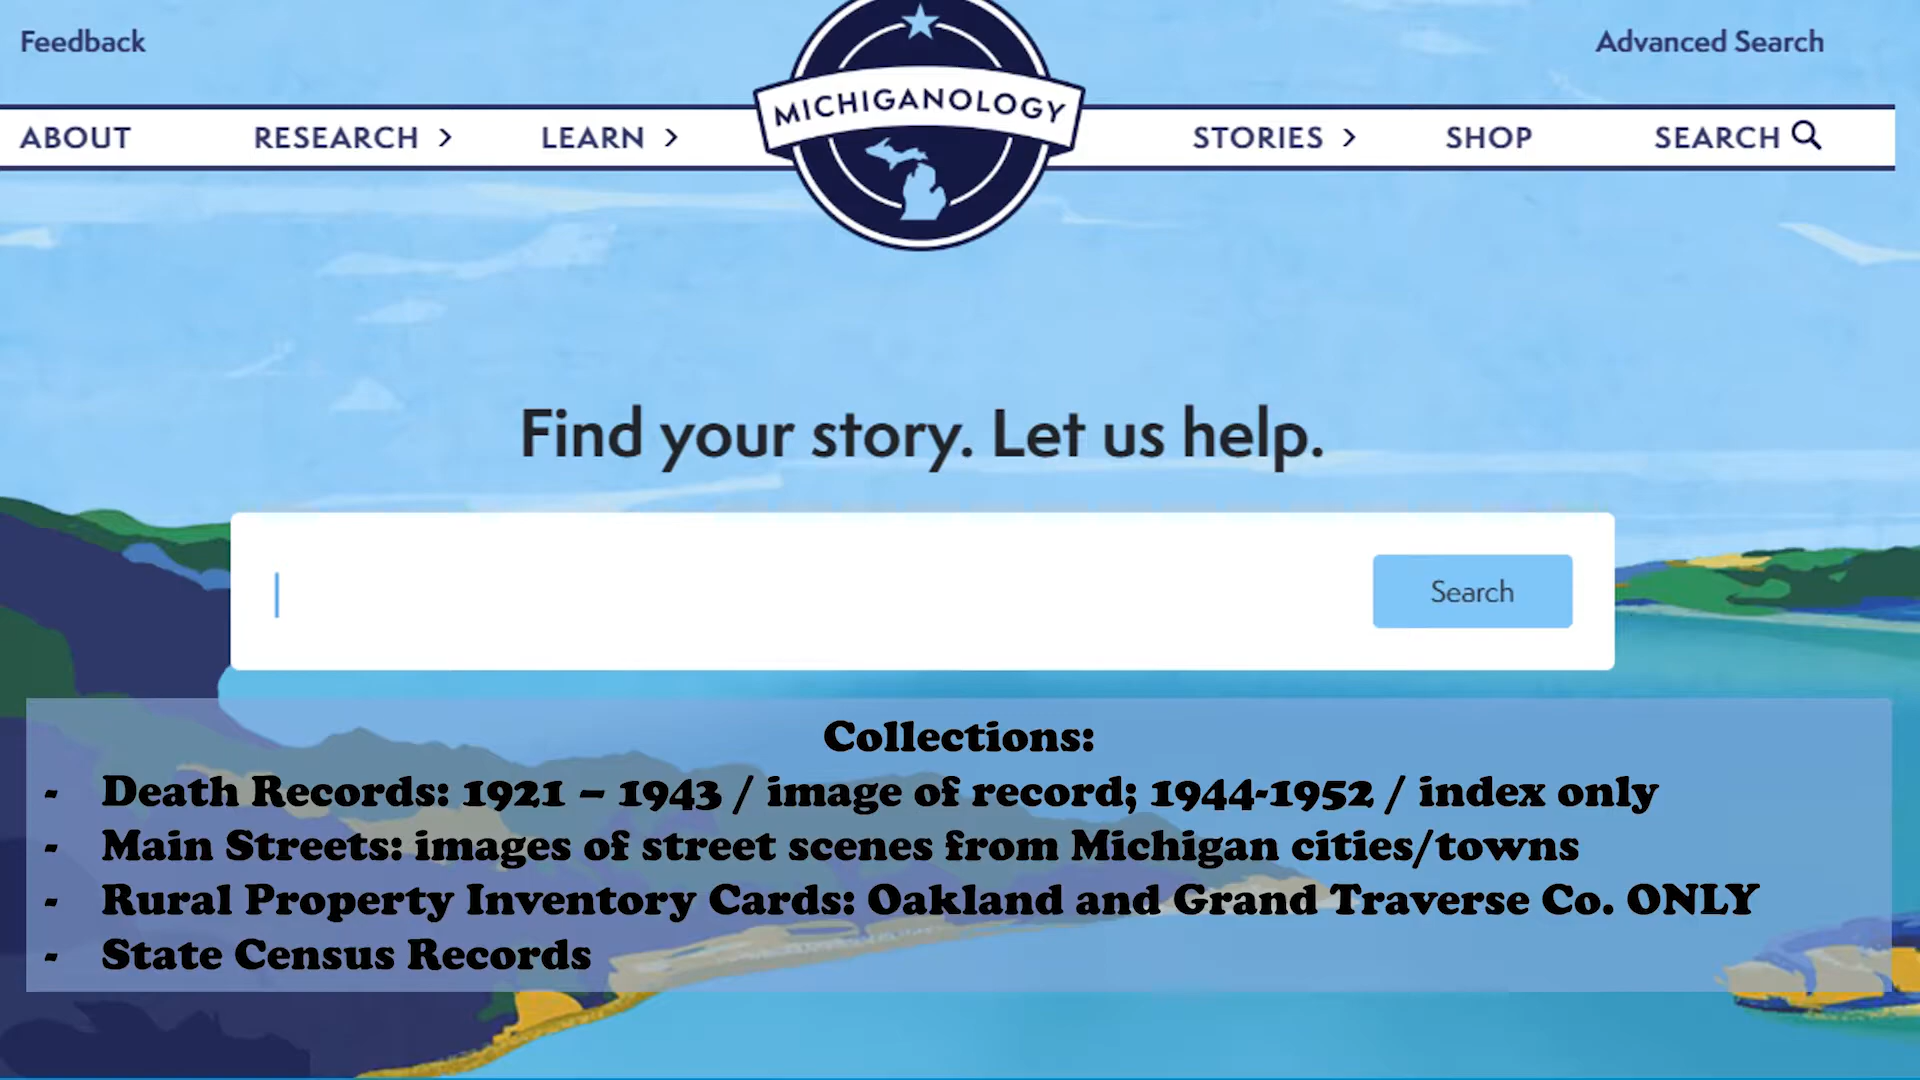 Feedback
Advanced Search
MICHIGANOLOGY
ABOUT RESEARCH > LEARN > STORIES > SHOP SEARCH
Find your story. Let us help.
Search
Collections:
- Death Records: 1921 – 1943 / image of record; 1944-1952 / index only
- Main Streets: images of street scenes from Michigan cities/towns
- Rural Property Inventory Cards: Oakland and Grand Traverse Co. ONLY
- State Census Records